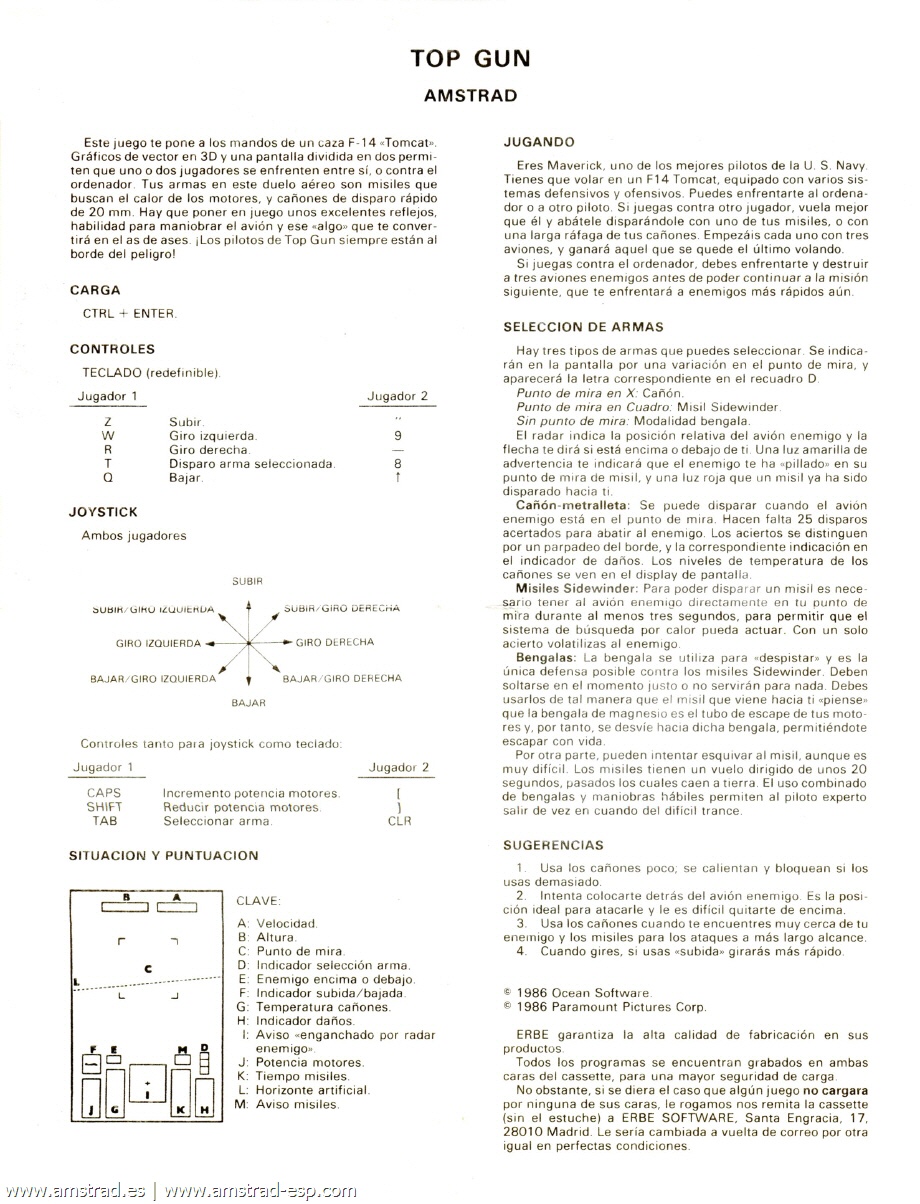 TOP GUN
AMSTRAD
Este juego te pone a los mandos de un caza F-14 «Tomcat».
Gráficos de vector en 3D y una pantalla dividida en dos permi-
ten que uno o dos jugadores se enfrenten entre sí, o contra el
ordenador. Tus armas en este duelo aéreo son misiles que
buscan el calor de los motores, y cañones de disparo rápido
de 20 mm. Hay que poner en juego unos excelentes reflejos,
habilidad para maniobrar el avión y ese «algo» que te conver-
tirá en el as de ases. ¡Los pilotos de Top Gun siempre están al
borde del peligro!
CARGA
CTRL + ENTER.
CONTROLES
TECLADO (redefinible).
Jugador 1 Jugador 2
Z Subir. ''
W Giro izquierda. 9
R Giro derecha. —
T Disparo arma seleccionada. 8
Q Bajar. ↑
JOYSTICK
Ambos jugadores
SUBIR
SUBIR/GIRO IZQUIERDA SUBIR/GIRO DERECHA
GIRO IZQUIERDA GIRO DERECHA
BAJAR/GIRO IZQUIERDA BAJAR/GIRO DERECHA
BAJAR
Controles tanto para joystick como teclado:
Jugador 1 Jugador 2
CAPS Incremento potencia motores. [
SHIFT Reducir potencia motores. ]
TAB Seleccionar arma. CLR
SITUACION Y PUNTUACION
B A
C
L
F E M D
J G I K H
CLAVE:
A: Velocidad.
B: Altura.
C: Punto de mira.
D: Indicador selección arma.
E: Enemigo encima o debajo.
F: Indicador subida/bajada.
G: Temperatura cañones.
H: Indicador daños.
I: Aviso «enganchado por radar
enemigo».
J: Potencia motores.
K: Tiempo misiles.
L: Horizonte artificial.
M: Aviso misiles.
JUGANDO
Eres Maverick, uno de los mejores pilotos de la U. S. Navy.
Tienes que volar en un F14 Tomcat, equipado con varios sis-
temas defensivos y ofensivos. Puedes enfrentarte al ordena-
dor o a otro piloto. Si juegas contra otro jugador, vuela mejor
que él y abátele disparándole con uno de tus misiles, o con
una larga ráfaga de tus cañones. Empezáis cada uno con tres
aviones, y ganará aquel que se quede el último volando.
Si juegas contra el ordenador, debes enfrentarte y destruir
a tres aviones enemigos antes de poder continuar a la misión
siguiente, que te enfrentará a enemigos más rápidos aún.
SELECCION DE ARMAS
Hay tres tipos de armas que puedes seleccionar. Se indica-
rán en la pantalla por una variación en el punto de mira, y
aparecerá la letra correspondiente en el recuadro D.
Punto de mira en X: Cañón.
Punto de mira en Cuadro: Misil Sidewinder.
Sin punto de mira: Modalidad bengala.
El radar indica la posición relativa del avión enemigo y la
flecha te dirá si está encima o debajo de ti. Una luz amarilla de
advertencia te indicará que el enemigo te ha «pillado» en su
punto de mira de misil, y una luz roja que un misil ya ha sido
disparado hacia ti.
Cañón-metralleta: Se puede disparar cuando el avión
enemigo está en el punto de mira. Hacen falta 25 disparos
acertados para abatir al enemigo. Los aciertos se distinguen
por un parpadeo del borde, y la correspondiente indicación en
el indicador de daños. Los niveles de temperatura de los
cañones se ven en el display de pantalla.
Misiles Sidewinder: Para poder disparar un misil es nece-
sario tener al avión enemigo directamente en tu punto de
mira durante al menos tres segundos, para permitir que el
sistema de búsqueda por calor pueda actuar. Con un solo
acierto volatilizas al enemigo.
Bengalas: La bengala se utiliza para «despistar» y es la
única defensa posible contra los misiles Sidewinder. Deben
soltarse en el momento justo o no servirán para nada. Debes
usarlos de tal manera que el misil que viene hacia ti «piense»
que la bengala de magnesio es el tubo de escape de tus moto-
res y, por tanto, se desvíe hacia dicha bengala, permitiéndote
escapar con vida.
Por otra parte, pueden intentar esquivar al misil, aunque es
muy difícil. Los misiles tienen un vuelo dirigido de unos 20
segundos, pasados los cuales caen a tierra. El uso combinado
de bengalas y maniobras hábiles permiten al piloto experto
salir de vez en cuando del difícil trance.
SUGERENCIAS
1. Usa los cañones poco; se calientan y bloquean si los
usas demasiado.
2. Intenta colocarte detrás del avión enemigo. Es la posi-
ción ideal para atacarle y le es difícil quitarte de encima.
3. Usa los cañones cuando te encuentres muy cerca de tu
enemigo y los misiles para los ataques a más largo alcance.
4. Cuando gires, si usas «subida» girarás más rápido.
© 1986 Ocean Software.
© 1986 Paramount Pictures Corp.
ERBE garantiza la alta calidad de fabricación en sus
productos.
Todos los programas se encuentran grabados en ambas
caras del cassette, para una mayor seguridad de carga.
No obstante, si se diera el caso que algún juego no cargara
por ninguna de sus caras, le rogamos nos remita la cassette
(sin el estuche) a ERBE SOFTWARE, Santa Engracia, 17,
28010 Madrid. Le sería cambiada a vuelta de correo por otra
igual en perfectas condiciones.
www.amstrad.es | www.amstrad-esp.com